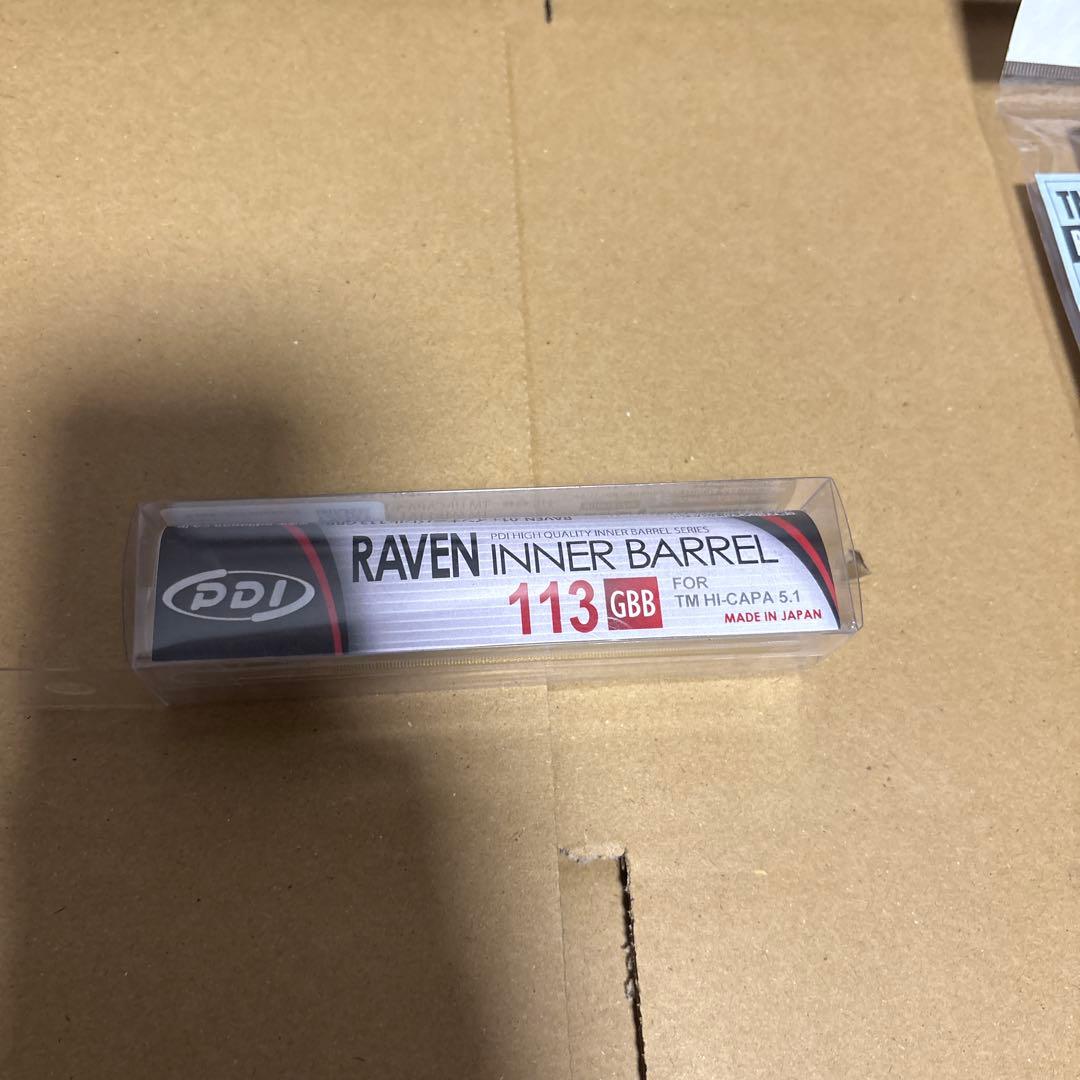 PDI
PDI HIGH QUALITY INNER BARREL SERIES
RAVEN INNER BARREL
113 GBB FOR
TM HI-CAPA 5.1
MADE IN JAPAN